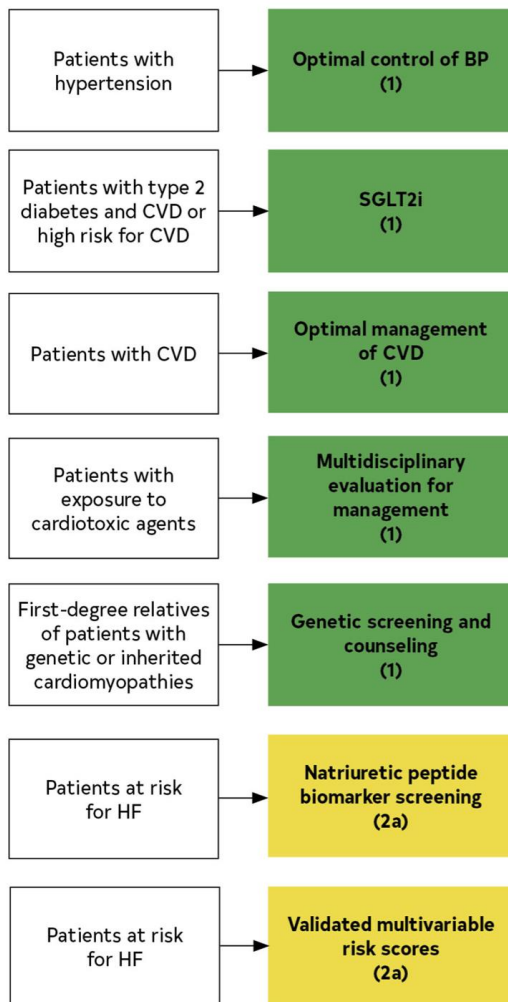 Patients with
hypertension
Optimal control of BP
(1)
Patients with type 2
diabetes and CVD or
high risk for CVD
SGLT2i
(1)
Patients with CVD
Optimal management
of CVD
(1)
Patients with
exposure to
cardiotoxic agents
Multidisciplinary
evaluation for
management
(1)
First-degree relatives
of patients with
genetic or inherited
cardiomyopathies
Genetic screening and
counseling
(1)
Patients at risk
for HF
Natriuretic peptide
biomarker screening
(2a)
Patients at risk
for HF
Validated multivariable
risk scores
(2a)